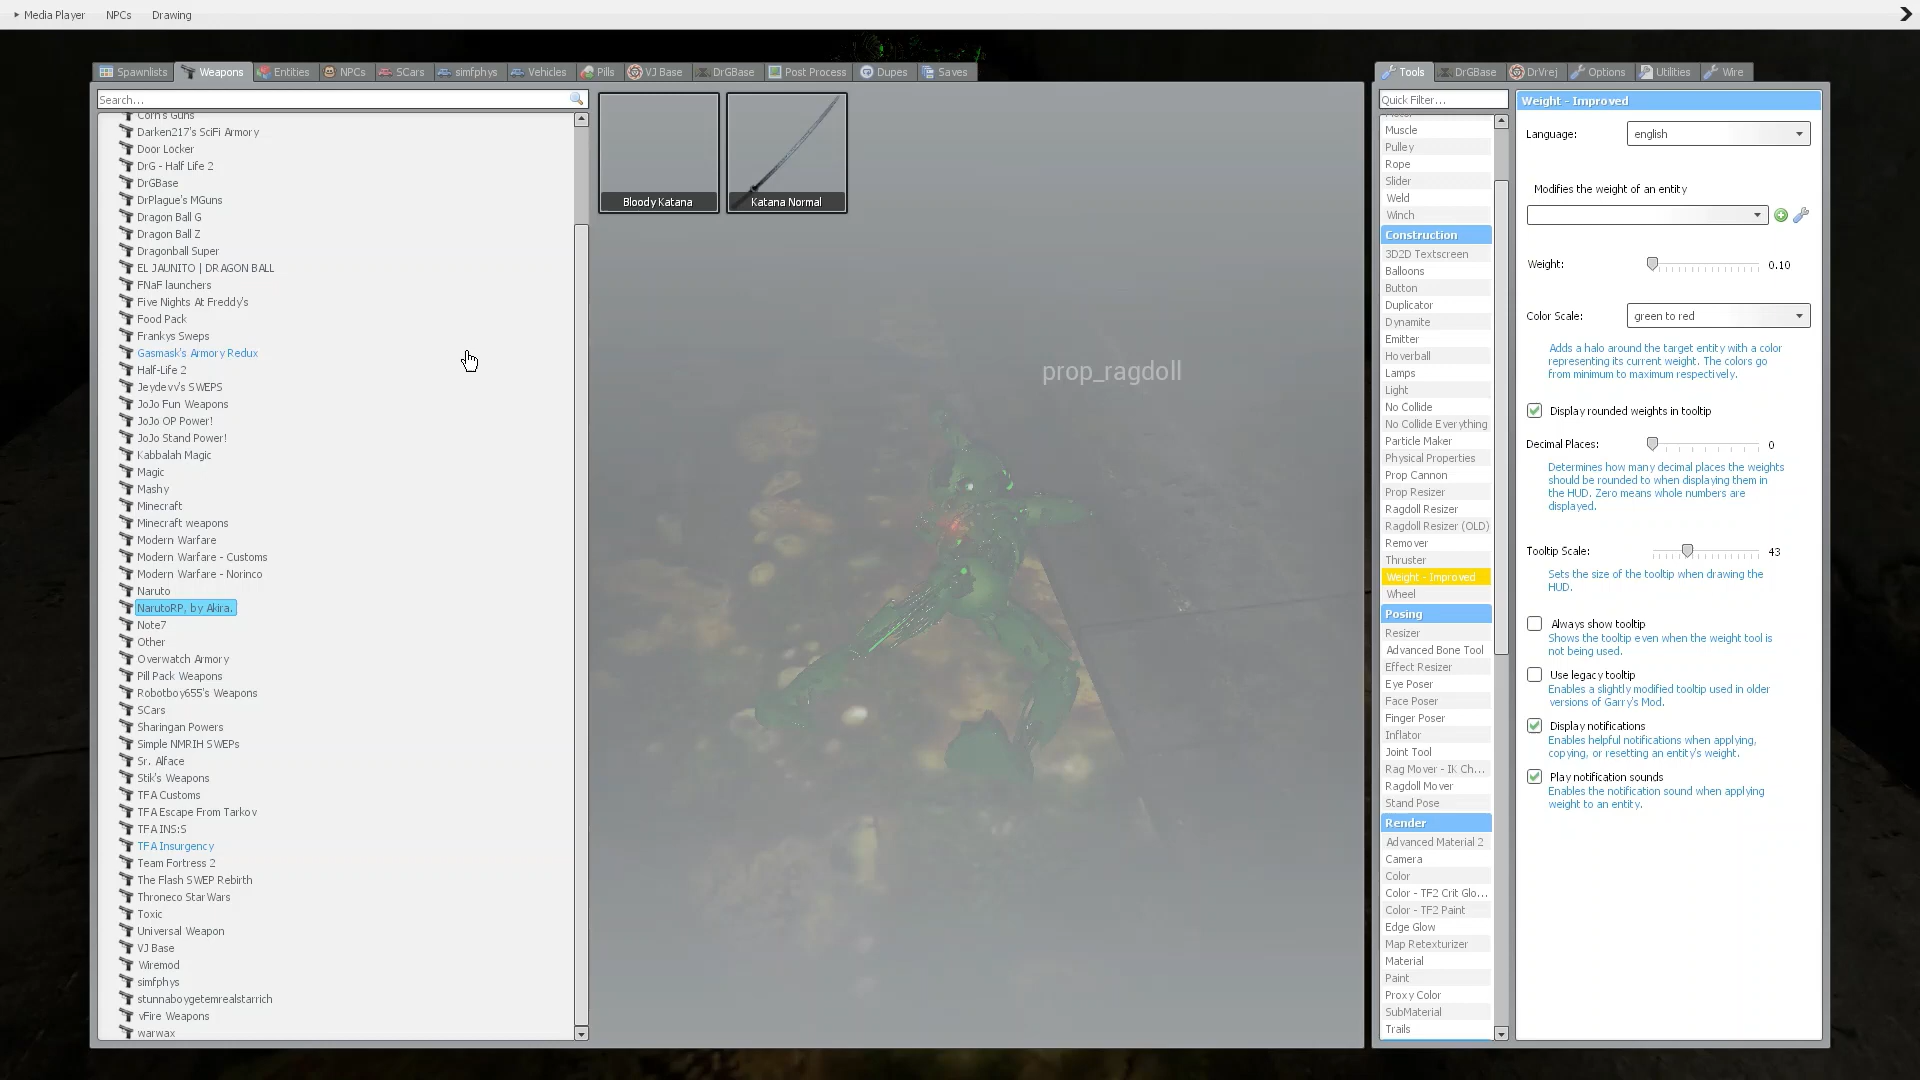 Media Player NPCs Drawing
Spawnlists Weapons Entities NPCs SCars simfphys Vehicles Pills VJ Base DrGBase Post Process Dupes Saves
Search...
Corn's Guns
Darken217's SciFi Armory
Door Locker
DrG - Half Life 2
DrGBase
DrPlague's MGuns
Dragon Ball G
Dragon Ball Z
Dragonball Super
EL JAUNITO | DRAGON BALL
FNaF launchers
Five Nights At Freddy's
Food Pack
Frankys Sweps
Gasmask's Armory Redux
Half-Life 2
Jeydevv's SWEPS
JoJo Fun Weapons
JoJo OP Power!
JoJo Stand Power!
Kabbalah Magic
Magic
Mashy
Minecraft
Minecraft weapons
Modern Warfare
Modern Warfare - Customs
Modern Warfare - Norinco
Naruto
NarutoRP, by Akira.
Note7
Other
Overwatch Armory
Pill Pack Weapons
Robotboy655's Weapons
SCars
Sharingan Powers
Simple NMRIH SWEPs
Sr. Alface
Stik's Weapons
TFA Customs
TFA Escape From Tarkov
TFA INS:S
TFA Insurgency
Team Fortress 2
The Flash SWEP Rebirth
Throneco StarWars
Toxic
Universal Weapon
VJ Base
Wiremod
simfphys
stunnaboygetemrealstarrich
vFire Weapons
warwax
Bloody Katana
Katana Normal
prop_ragdoll
Tools DrGBase DrVrej Options Utilities Wire
Quick Filter...
Muscle
Pulley
Rope
Slider
Weld
Winch
Construction
3D2D Textscreen
Balloons
Button
Duplicator
Dynamite
Emitter
Hoverball
Lamps
Light
No Collide
No Collide Everything
Particle Maker
Physical Properties
Prop Cannon
Prop Resizer
Ragdoll Resizer
Ragdoll Resizer (OLD)
Remover
Thruster
Weight - Improved
Wheel
Posing
Resizer
Advanced Bone Tool
Effect Resizer
Eye Poser
Face Poser
Finger Poser
Inflator
Joint Tool
Rag Mover - IK Ch...
Ragdoll Mover
Stand Pose
Render
Advanced Material 2
Camera
Color
Color - TF2 Crit Glo...
Color - TF2 Paint
Edge Glow
Map Retexturizer
Material
Paint
Proxy Color
SubMaterial
Trails
Weight - Improved
Language: english
Modifies the weight of an entity
Weight: 0.10
Color Scale: green to red
Adds a halo around the target entity with a color
representing its current weight. The colors go
from minimum to maximum respectively.
Display rounded weights in tooltip
Decimal Places: 0
Determines how many decimal places the weights
should be rounded to when displaying them in
the HUD. Zero means whole numbers are
displayed.
Tooltip Scale: 43
Sets the size of the tooltip when drawing the
HUD.
Always show tooltip
Shows the tooltip even when the weight tool is
not being used.
Use legacy tooltip
Enables a slightly modified tooltip used in older
versions of Garry's Mod.
Display notifications
Enables helpful notifications when applying,
copying, or resetting an entity's weight.
Play notification sounds
Enables the notification sound when applying
weight to an entity.